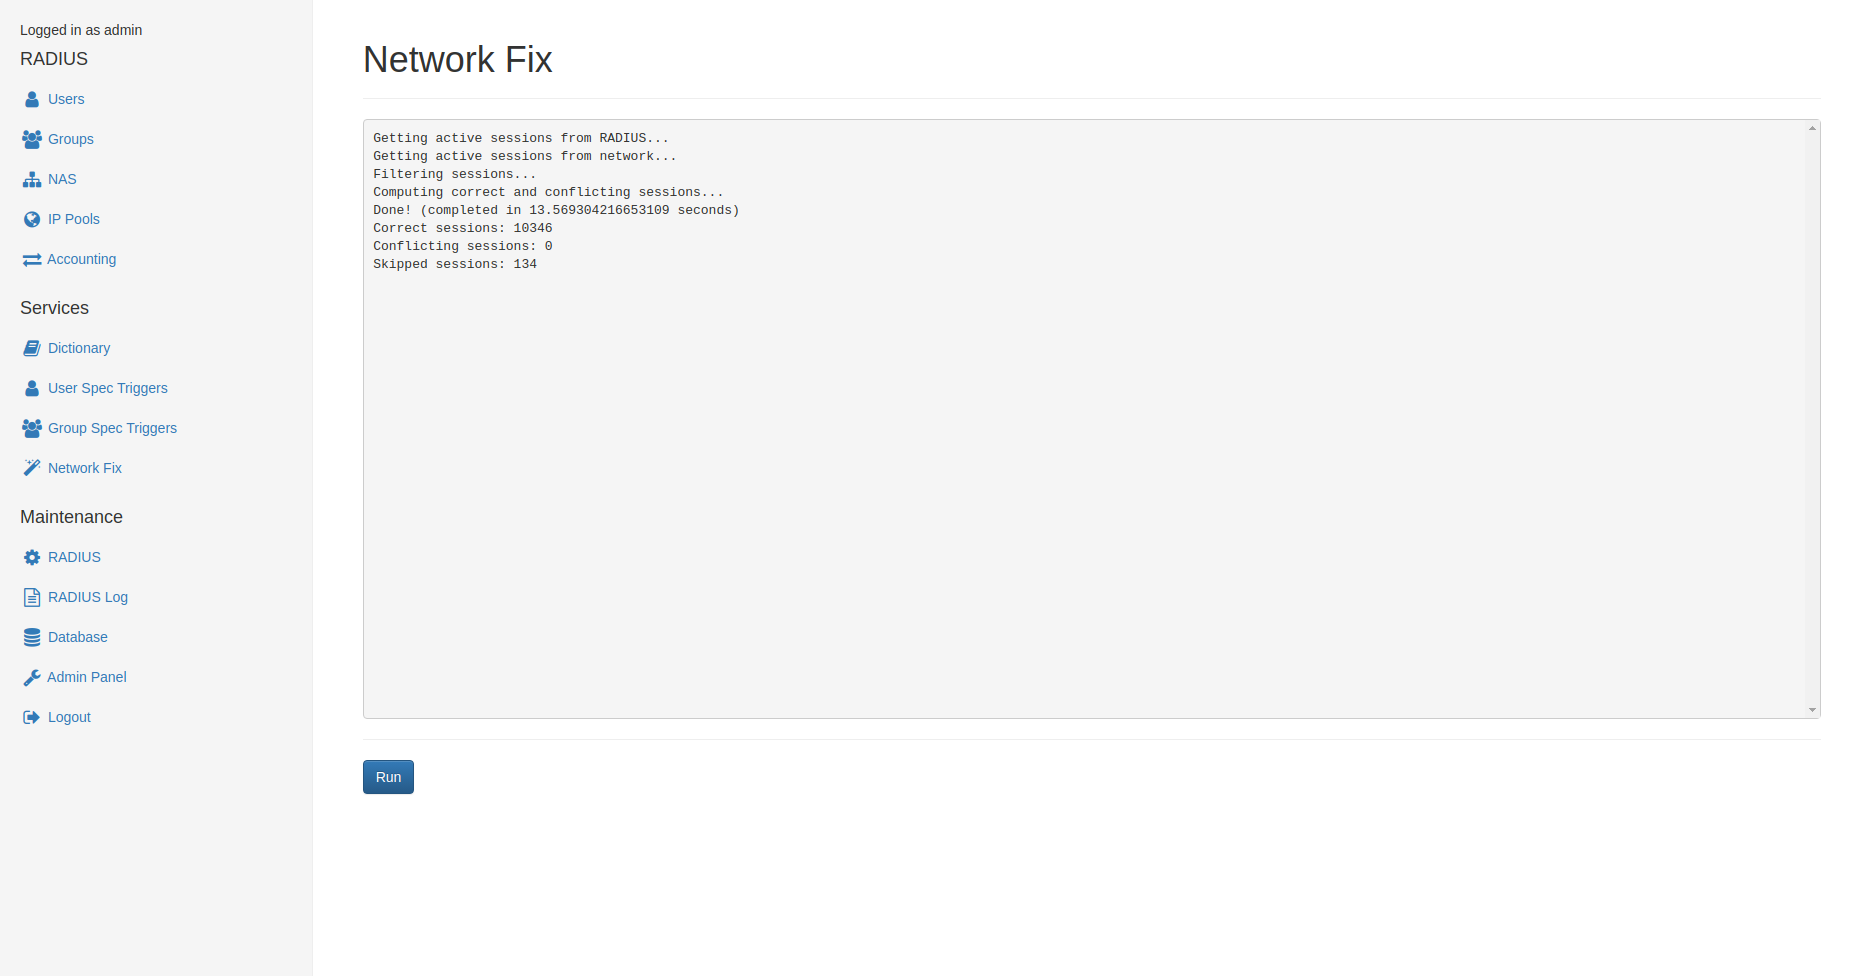 Logged in as admin
RADIUS
Users
Groups
NAS
IP Pools
Accounting
Services
Dictionary
User Spec Triggers
Group Spec Triggers
Network Fix
Maintenance
RADIUS
RADIUS Log
Database
Admin Panel
Logout
Network Fix
Getting active sessions from RADIUS...
Getting active sessions from network...
Filtering sessions...
Computing correct and conflicting sessions...
Done! (completed in 13.569304216653109 seconds)
Correct sessions: 10346
Conflicting sessions: 0
Skipped sessions: 134
Run